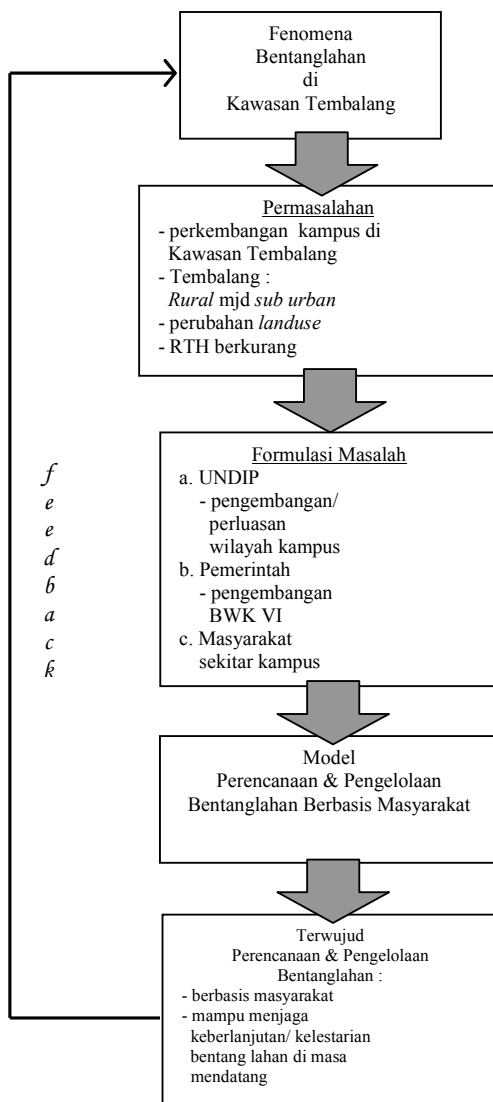 Fenomena
Bentanglahan
di
Kawasan Tembalang
Permasalahan
- perkembangan kampus di
Kawasan Tembalang
- Tembalang :
Rural mjd sub urban
- perubahan landuse
- RTH berkurang
Formulasi Masalah
a. UNDIP
- pengembangan/
perluasan
wilayah kampus
b. Pemerintah
- pengembangan
BWK VI
c. Masyarakat
sekitar kampus
Model
Perencanaan & Pengelolaan
Bentanglahan Berbasis Masyarakat
Terwujud
Perencanaan & Pengelolaan
Bentanglahan :
- berbasis masyarakat
- mampu menjaga
keberlanjutan/ kelestarian
bentang lahan di masa
mendatang
f
e
e
d
b
a
c
k